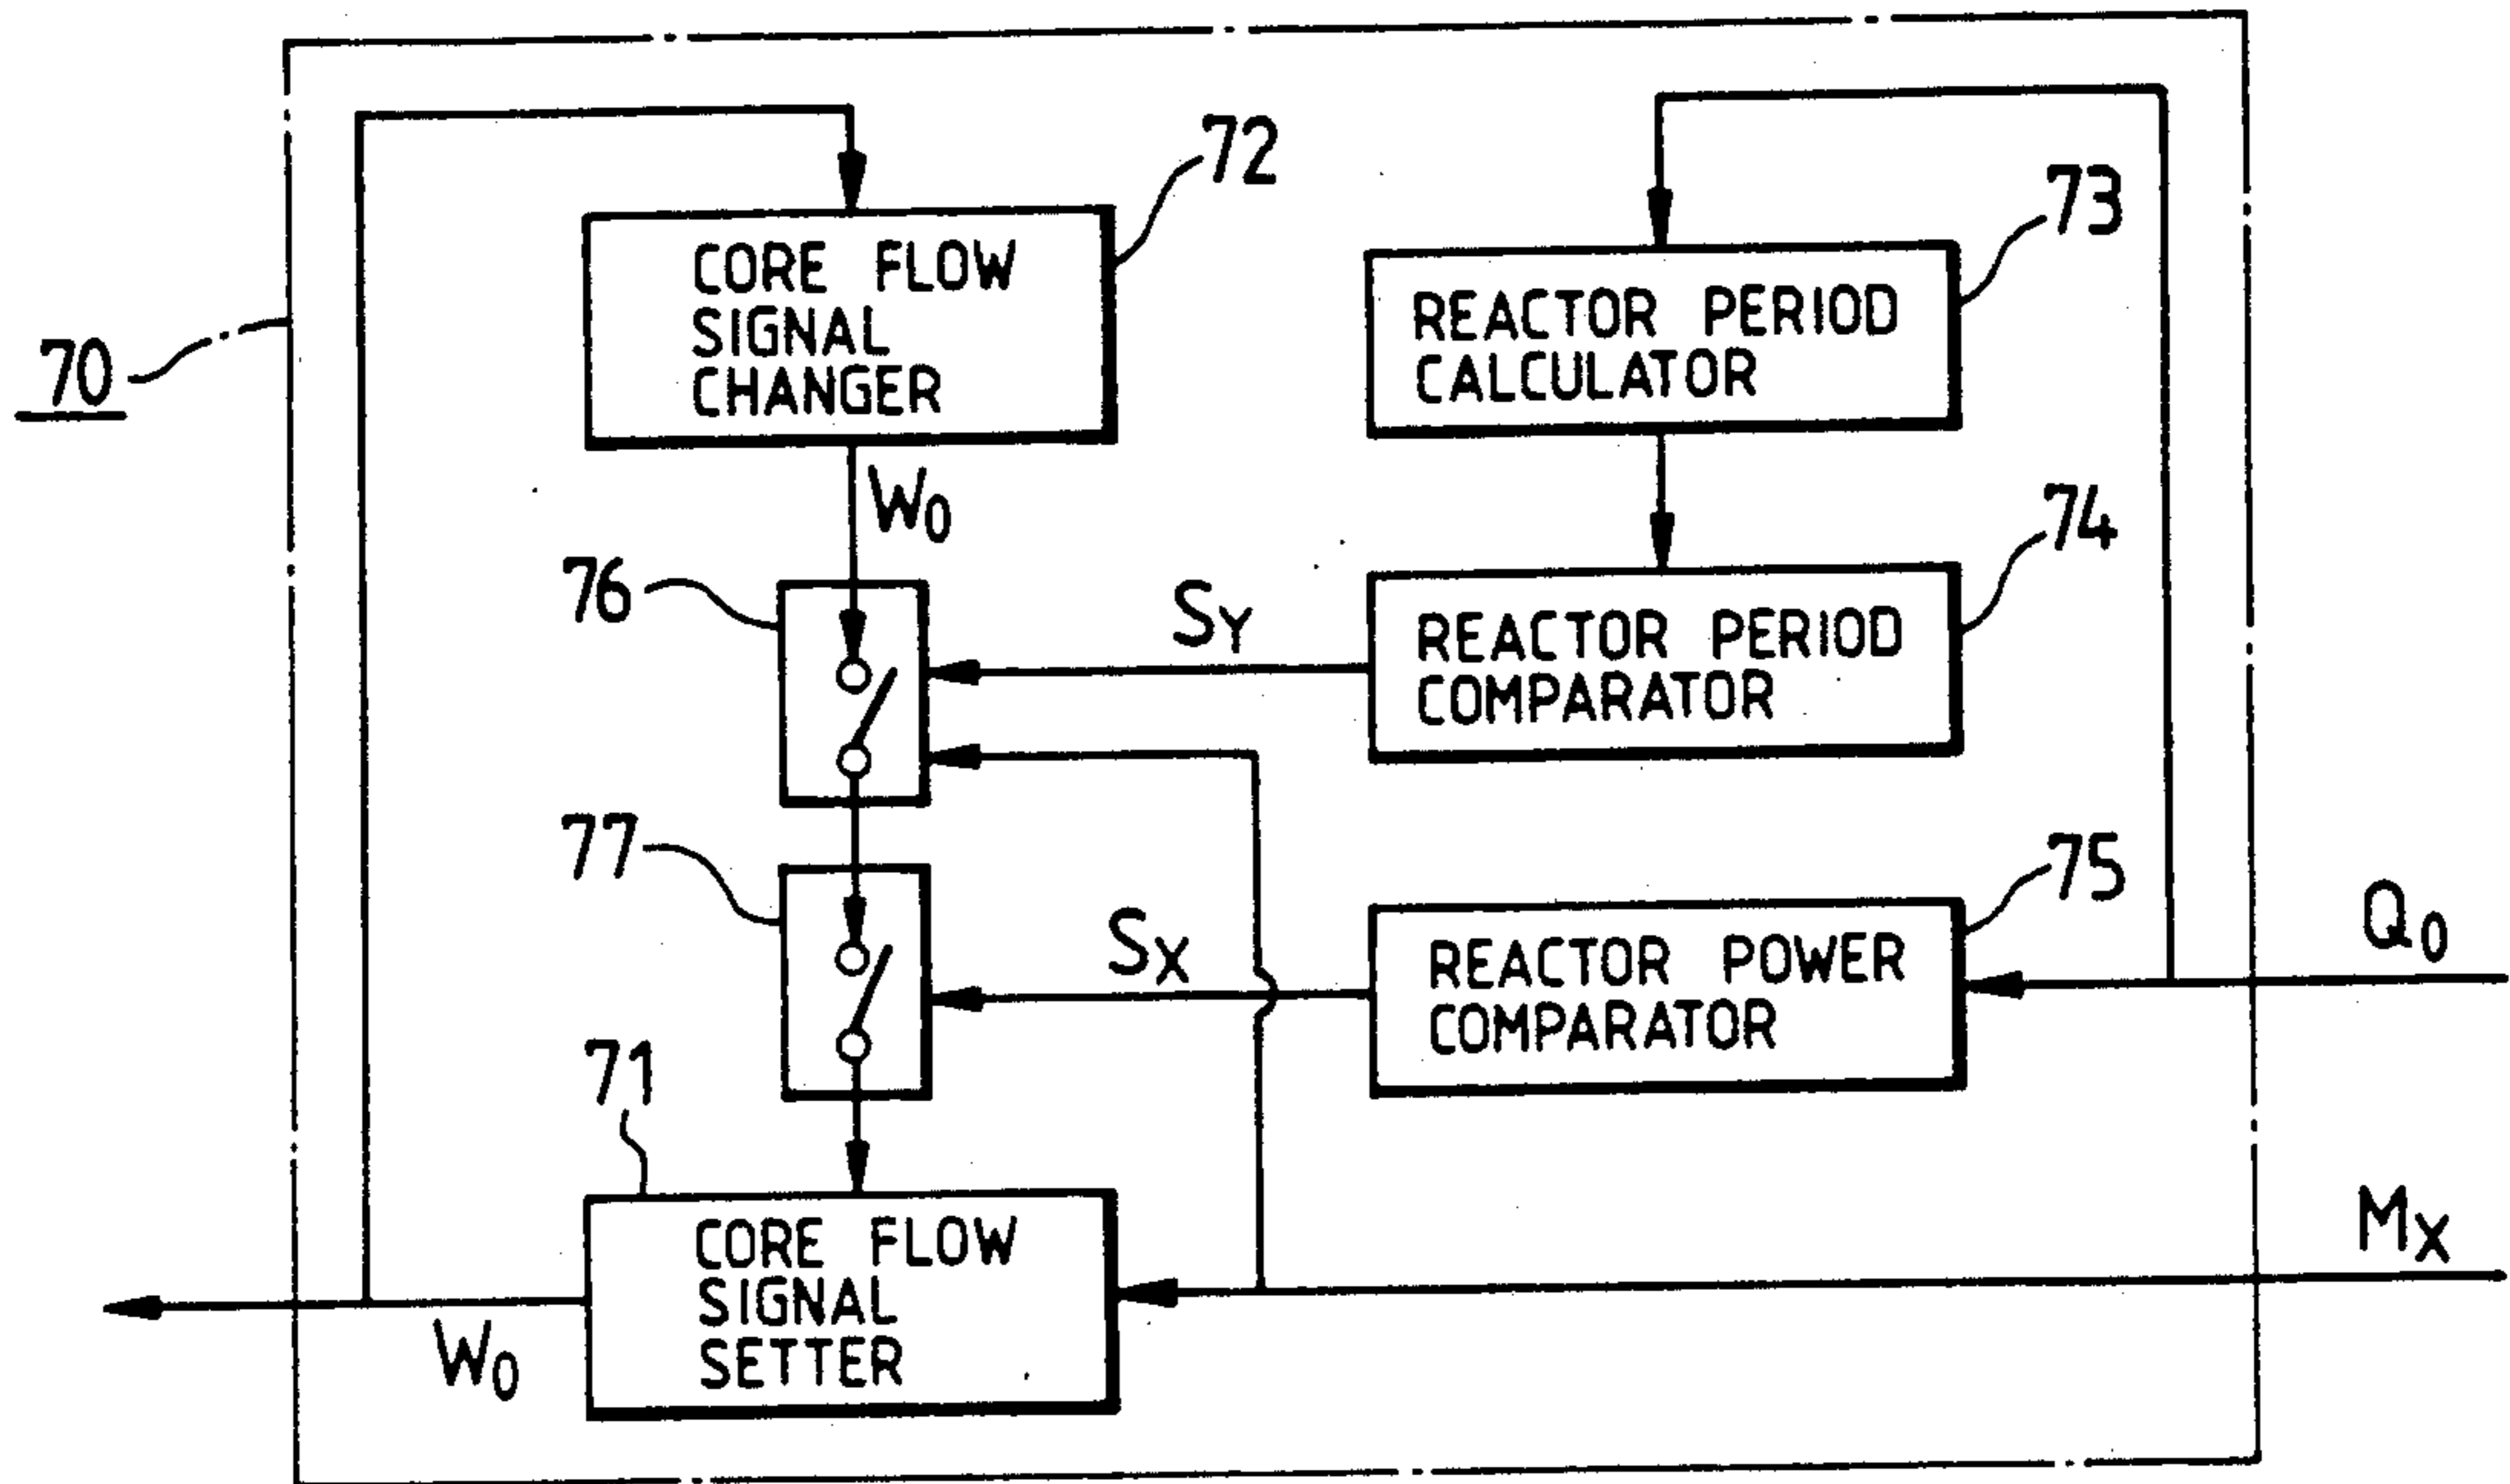 72
CORE FLOW
SIGNAL
CHANGER
73
REACTOR PERIOD
CALCULATOR
70
W0
74
76
SY
REACTOR PERIOD
COMPARATOR
77
75
SX
REACTOR POWER
COMPARATOR
Q0
71
CORE FLOW
SIGNAL
SETTER
MX
W0